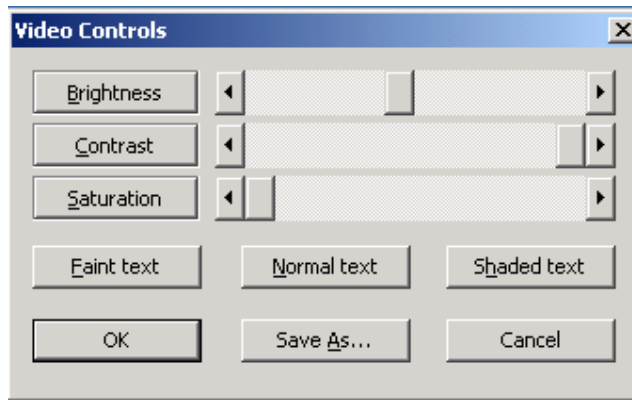 Video Controls
Brightness
Contrast
Saturation
Faint text Normal text Shaded text
OK Save As... Cancel